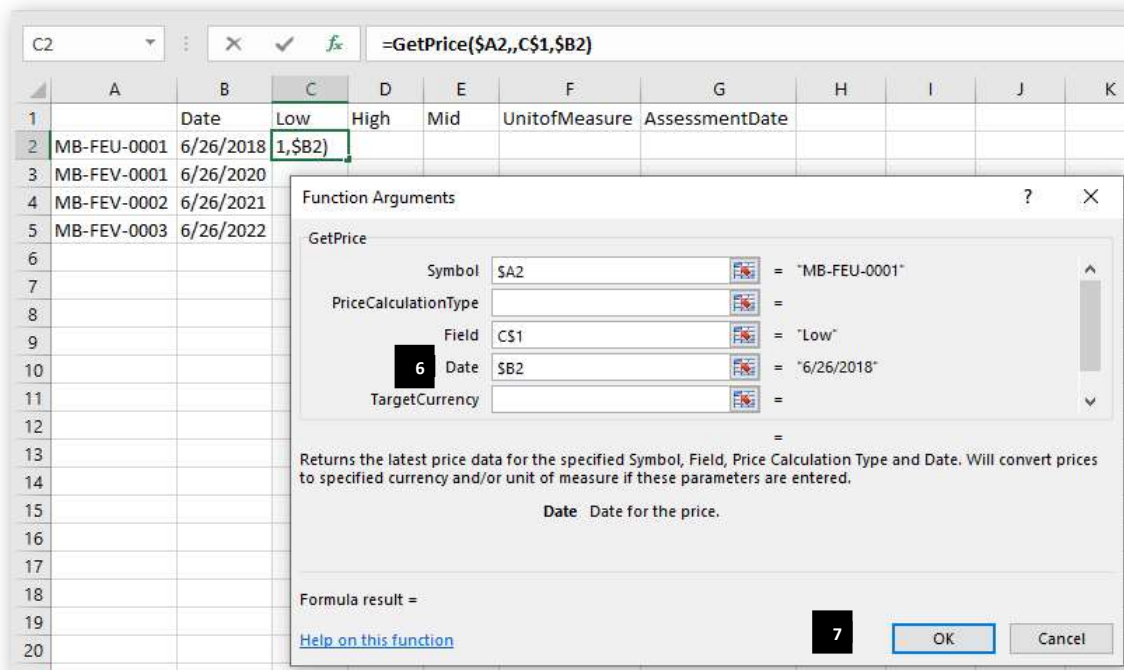 C2 fx =GetPrice($A2,,C$1,$B2)
A B C D E F G H I J K
1 Date Low High Mid UnitofMeasure AssessmentDate
2 MB-FEU-0001 6/26/2018 1,$B2)
3 MB-FEV-0001 6/26/2020
4 MB-FEV-0002 6/26/2021
5 MB-FEV-0003 6/26/2022
6
7
8
9
10
11
12
13
14
15
16
17
18
19
20
Function Arguments ? ×
GetPrice
Symbol $A2 = "MB-FEU-0001"
PriceCalculationType =
Field C$1 = "Low"
6 Date $B2 = "6/26/2018"
TargetCurrency =
=
Returns the latest price data for the specified Symbol, Field, Price Calculation Type and Date. Will convert prices
to specified currency and/or unit of measure if these parameters are entered.
Date Date for the price.
Formula result =
Help on this function 7 OK Cancel